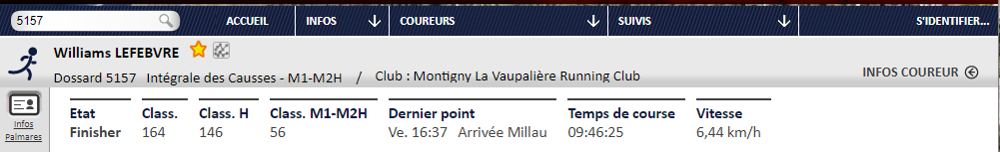 5157 ACCUEIL INFOS COUREURS SUIVIS S'IDENTIFIER...
Williams LEFEBVRE
Dossard 5157 Intégrale des Causses - M1-M2H / Club : Montigny La Vaupalière Running Club
INFOS COUREUR
Infos
Palmares
Etat Class. Class. H Class. M1-M2H Dernier point Temps de course Vitesse
Finisher 164 146 56 Ve. 16:37 Arrivée Millau 09:46:25 6,44 km/h